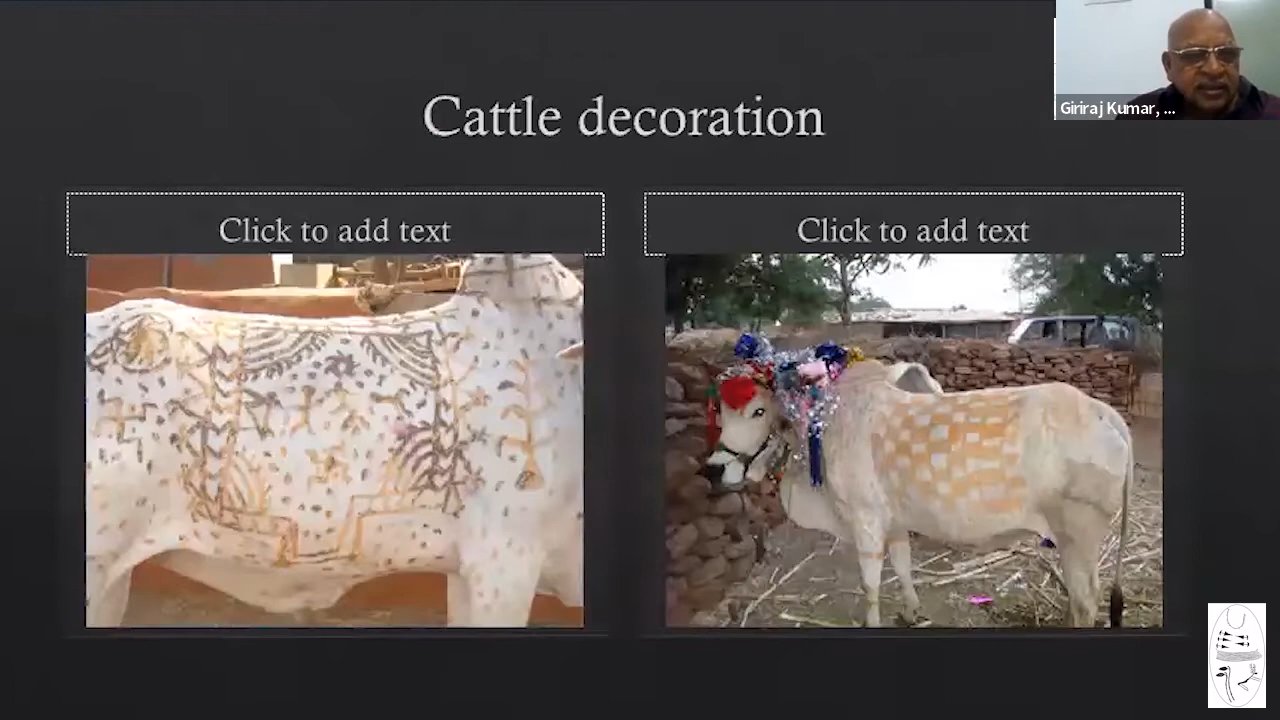 Giriraj Kumar, ...
Cattle decoration
Click to add text
Click to add text